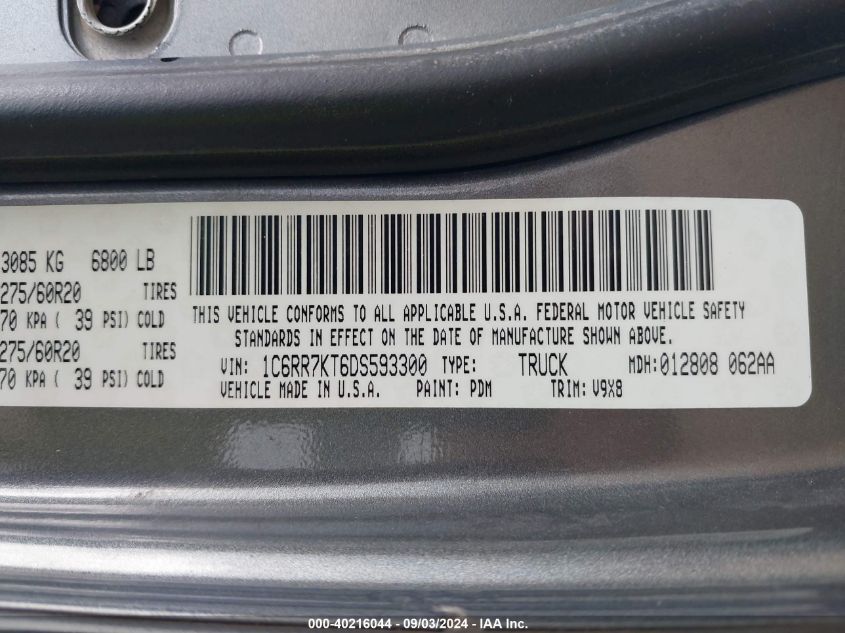 3085 KG 6800 LB
275/60R20 TIRES
70 KPA ( 39 PSI) COLD
275/60R20 TIRES
70 KPA ( 39 PSI) COLD
THIS VEHICLE CONFORMS TO ALL APPLICABLE U.S.A. FEDERAL MOTOR VEHICLE SAFETY
STANDARDS IN EFFECT ON THE DATE OF MANUFACTURE SHOWN ABOVE.
VIN: 1C6RR7KT6DS593300 TYPE: TRUCK MDH:012808 062AA
VEHICLE MADE IN U.S.A. PAINT: PDM TRIM: V9X8
000-40216044 - 09/03/2024 - © IAA Inc.